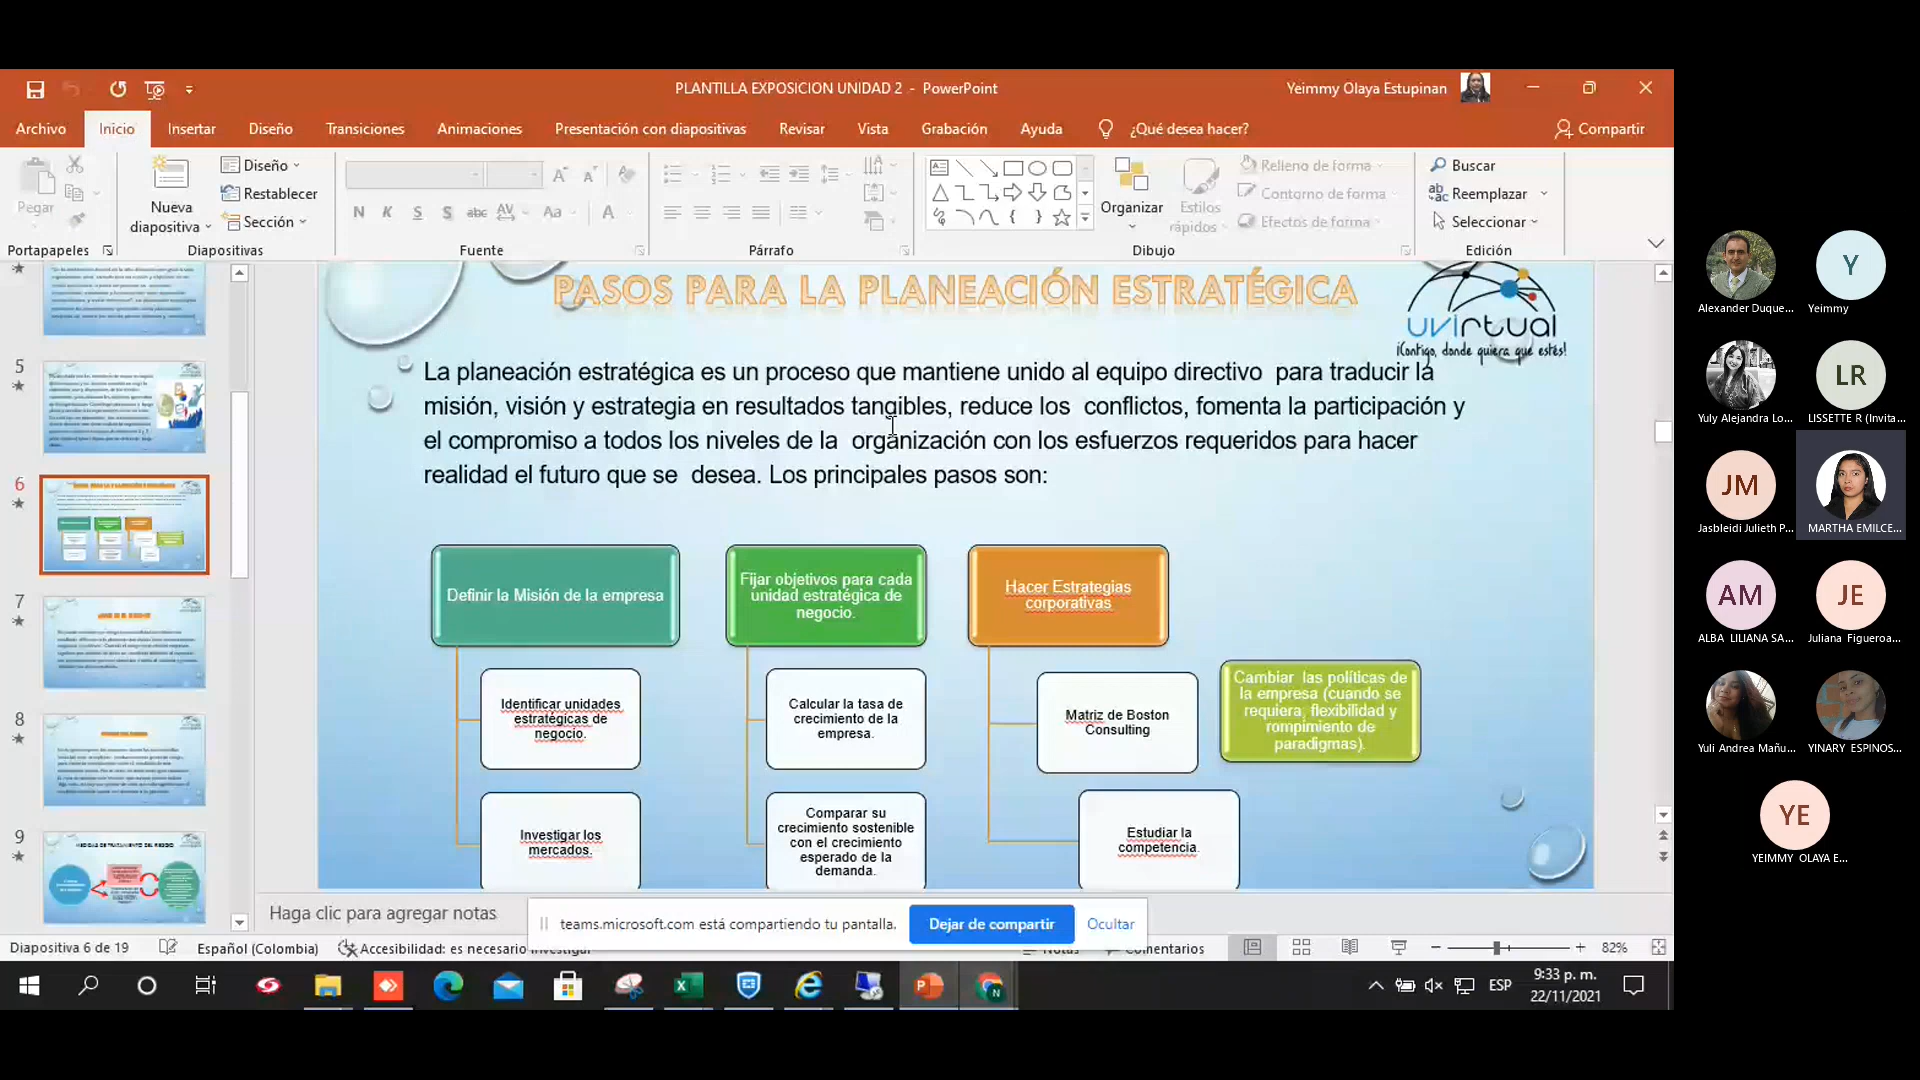 PLANTILLA EXPOSICION UNIDAD 2 - PowerPoint
Yeimmy Olaya Estupinan
Archivo
Inicio
Insertar
Diseño
Transiciones
Animaciones
Presentación con diapositivas
Revisar
Vista
Grabación
Ayuda
¿Qué desea hacer?
Compartir
Pegar
Nueva
diapositiva
Diseño
Restablecer
Sección
N K S S abc AV Aa A
Organizar
Estilos
rápidos
Relleno de forma
Contorno de forma
Efectos de forma
Buscar
Reemplazar
Seleccionar
Portapapeles
Diapositivas
Fuente
Párrafo
Dibujo
Edición
5
6
7
8
9
PASOS PARA LA PLANEACIÓN ESTRATÉGICA
uvirtual
¡Contigo, donde quiera que estés!
La planeación estratégica es un proceso que mantiene unido al equipo directivo para traducir la
misión, visión y estrategia en resultados tangibles, reduce los conflictos, fomenta la participación y
el compromiso a todos los niveles de la organización con los esfuerzos requeridos para hacer
realidad el futuro que se desea. Los principales pasos son:
Definir la Misión de la empresa
Identificar unidades
estratégicas de
negocio.
Investigar los
mercados.
Fijar objetivos para cada
unidad estratégica de
negocio.
Calcular la tasa de
crecimiento de la
empresa.
Comparar su
crecimiento sostenible
con el crecimiento
esperado de la
demanda.
Hacer Estrategias
corporativas
Matriz de Boston
Consulting
Estudiar la
competencia.
Cambiar las políticas de
la empresa (cuando se
requiera; flexibilidad y
rompimiento de
paradigmas).
Haga clic para agregar notas
teams.microsoft.com está compartiendo tu pantalla.
Dejar de compartir
Ocultar
Diapositiva 6 de 19
Español (Colombia)
Accesibilidad: es necesario investigar
Notas
Comentarios
82%
ESP
9:33 p. m.
22/11/2021
Alexander Duque...
Y
Yeimmy
Yuly Alejandra Lo...
LR
LISSETTE R (Invita...
JM
Jasbleidi Julieth P...
MARTHA EMILCE...
AM
ALBA LILIANA SA...
JE
Juliana Figueroa...
Yuli Andrea Mañu...
YINARY ESPINOS...
YE
YEIMMY OLAYA E...